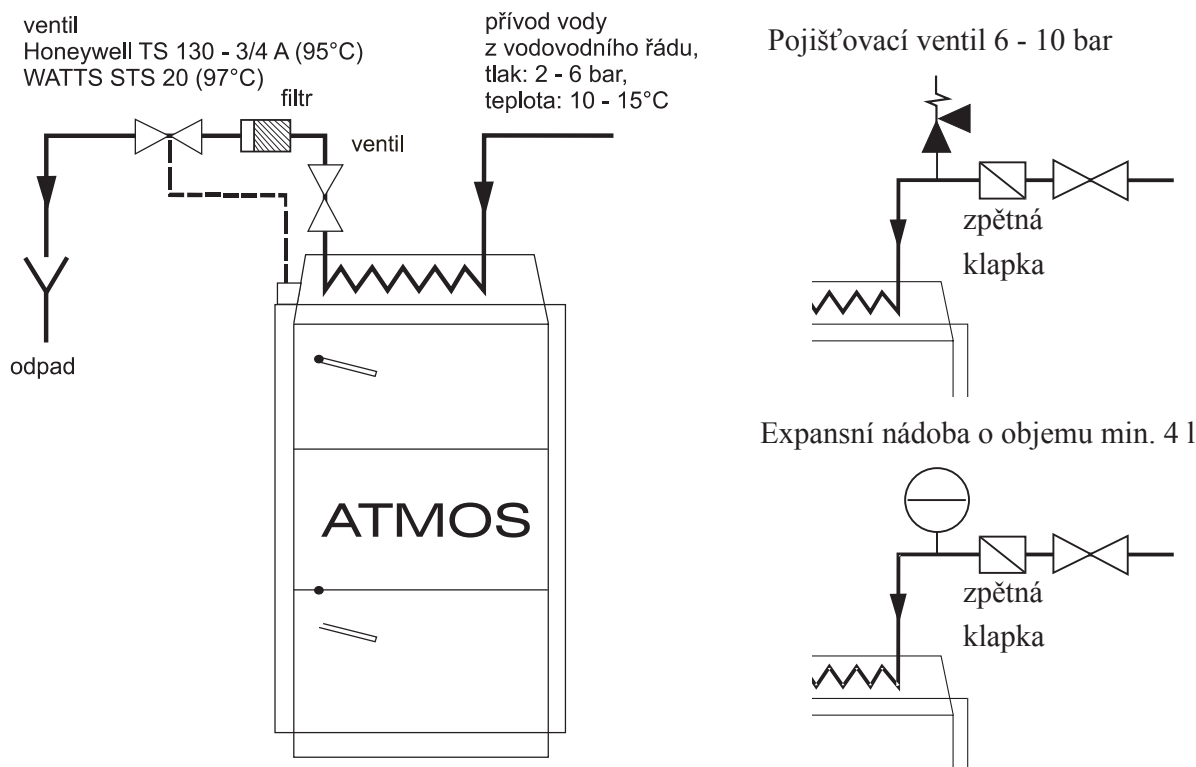 ventil
Honeywell TS 130 - 3/4 A (95°C)
WATTS STS 20 (97°C)
filtr
ventil
přívod vody
z vodovodního řádu,
tlak: 2 - 6 bar,
teplota: 10 - 15°C
odpad
ATMOS
Pojišťovací ventil 6 - 10 bar
zpětná
klapka
Expansní nádoba o objemu min. 4 l
zpětná
klapka